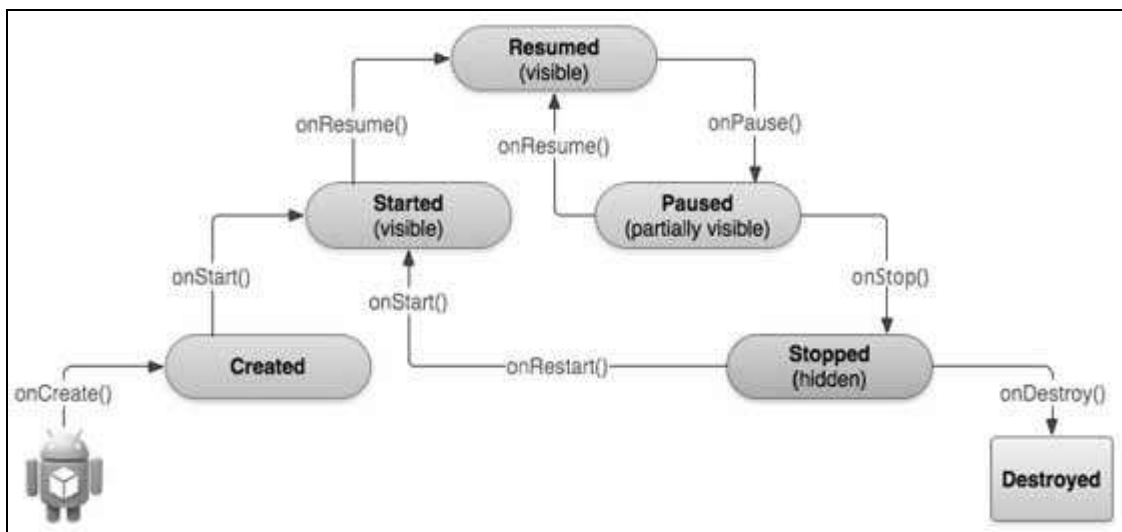 Resumed
(visible)
onResume()
onPause()
onResume()
Started
(visible)
Paused
(partially visible)
onStart()
onStart()
onStop()
Created
onRestart()
Stopped
(hidden)
onCreate()
onDestroy()
Destroyed